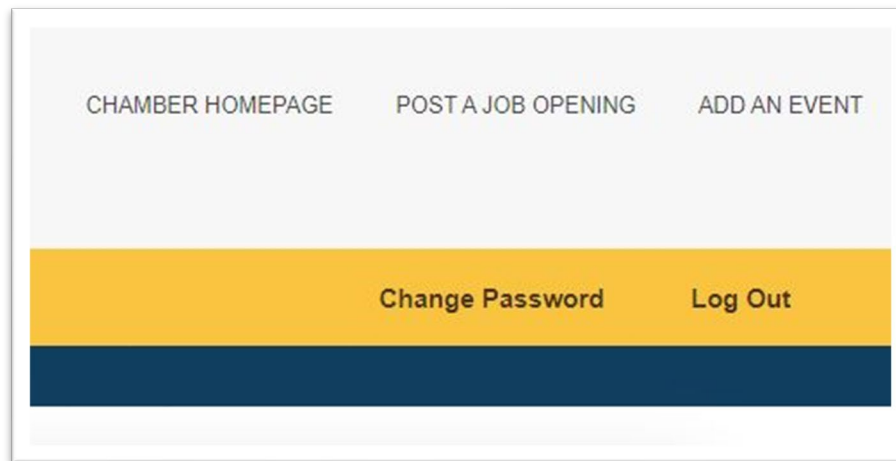 CHAMBER HOMEPAGE POST A JOB OPENING ADD AN EVENT
Change Password Log Out